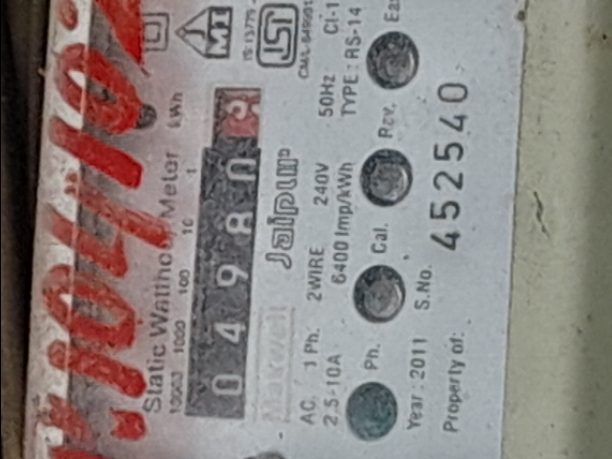 Static Watthour Meter
10000 1000 100 10 1 kWh
0 4 9 8 0
Jaipur
AC. 1 Ph. 2WIRE 240V 50Hz Cl-1
2.5-10A 6400 Imp/kWh TYPE : RS-14
Ph. Cal. Rev. Ea
Year : 2011 S.No. 452540
Property of: